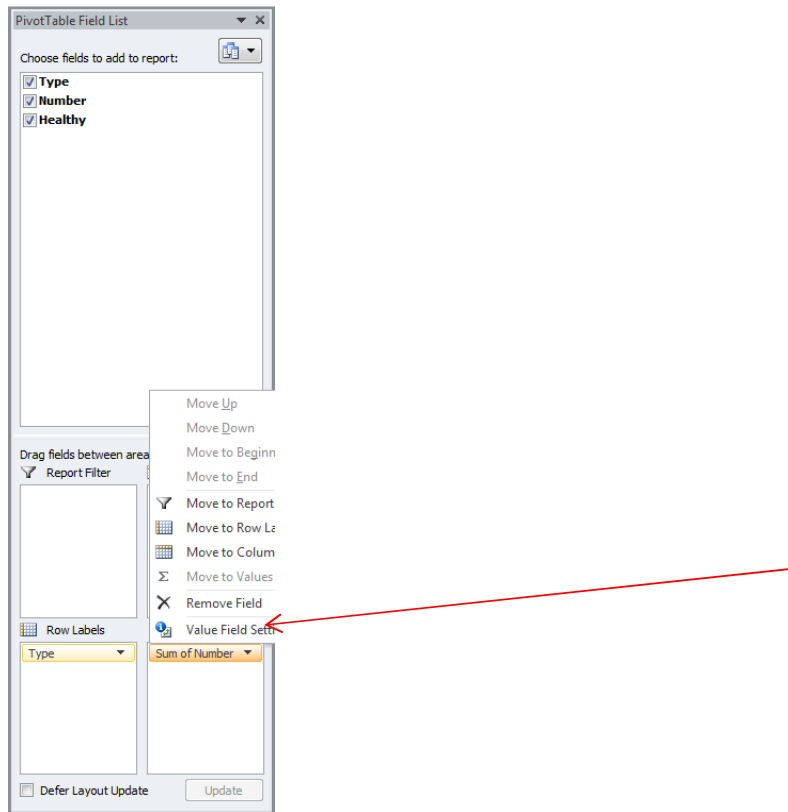 PivotTable Field List
Choose fields to add to report:
Type
Number
Healthy
Move Up
Move Down
Move to Beginn
Move to End
Move to Report
Move to Row La
Move to Colum
Move to Values
Remove Field
Value Field Setti
Drag fields between area
Report Filter
Row Labels
Type
Sum of Number
Defer Layout Update
Update